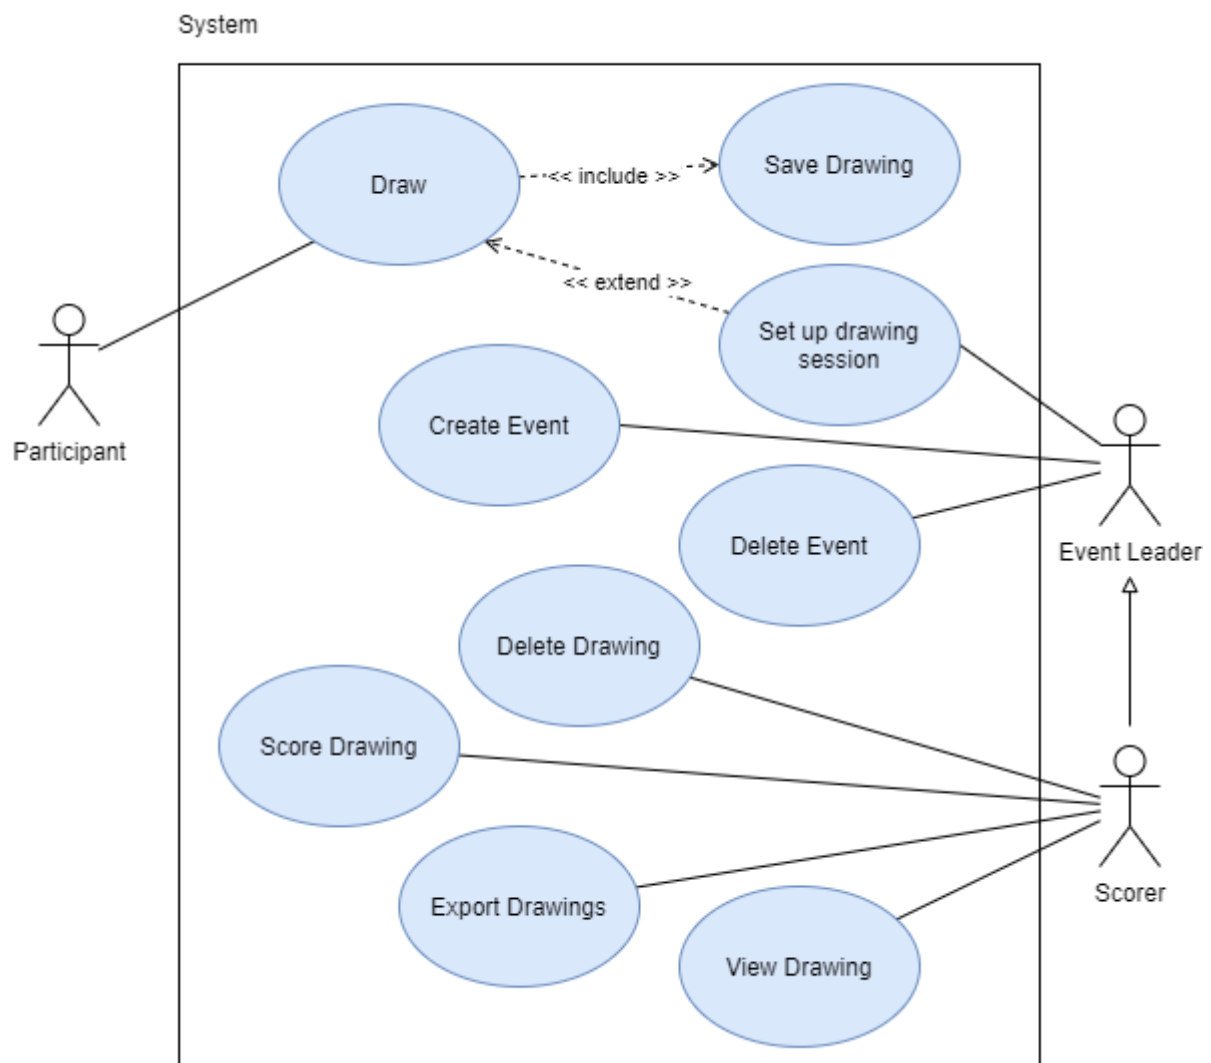 System
Draw
<< include >>
Save Drawing
<< extend >>
Set up drawing
session
Participant
Create Event
Delete Event
Event Leader
Delete Drawing
Score Drawing
Export Drawings
Scorer
View Drawing